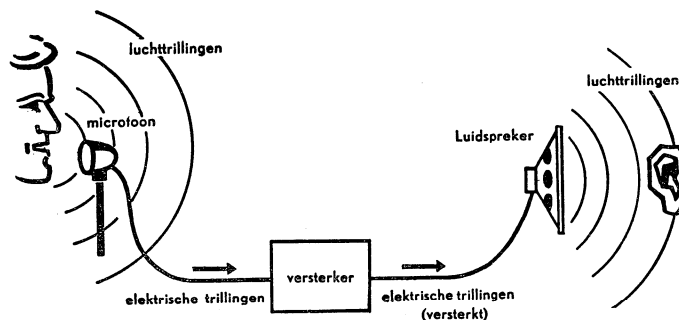 luchttrillingen
microfoon
luchttrillingen
Luidspreker
versterker
elektrische trillingen
elektrische trillingen
(versterkt)